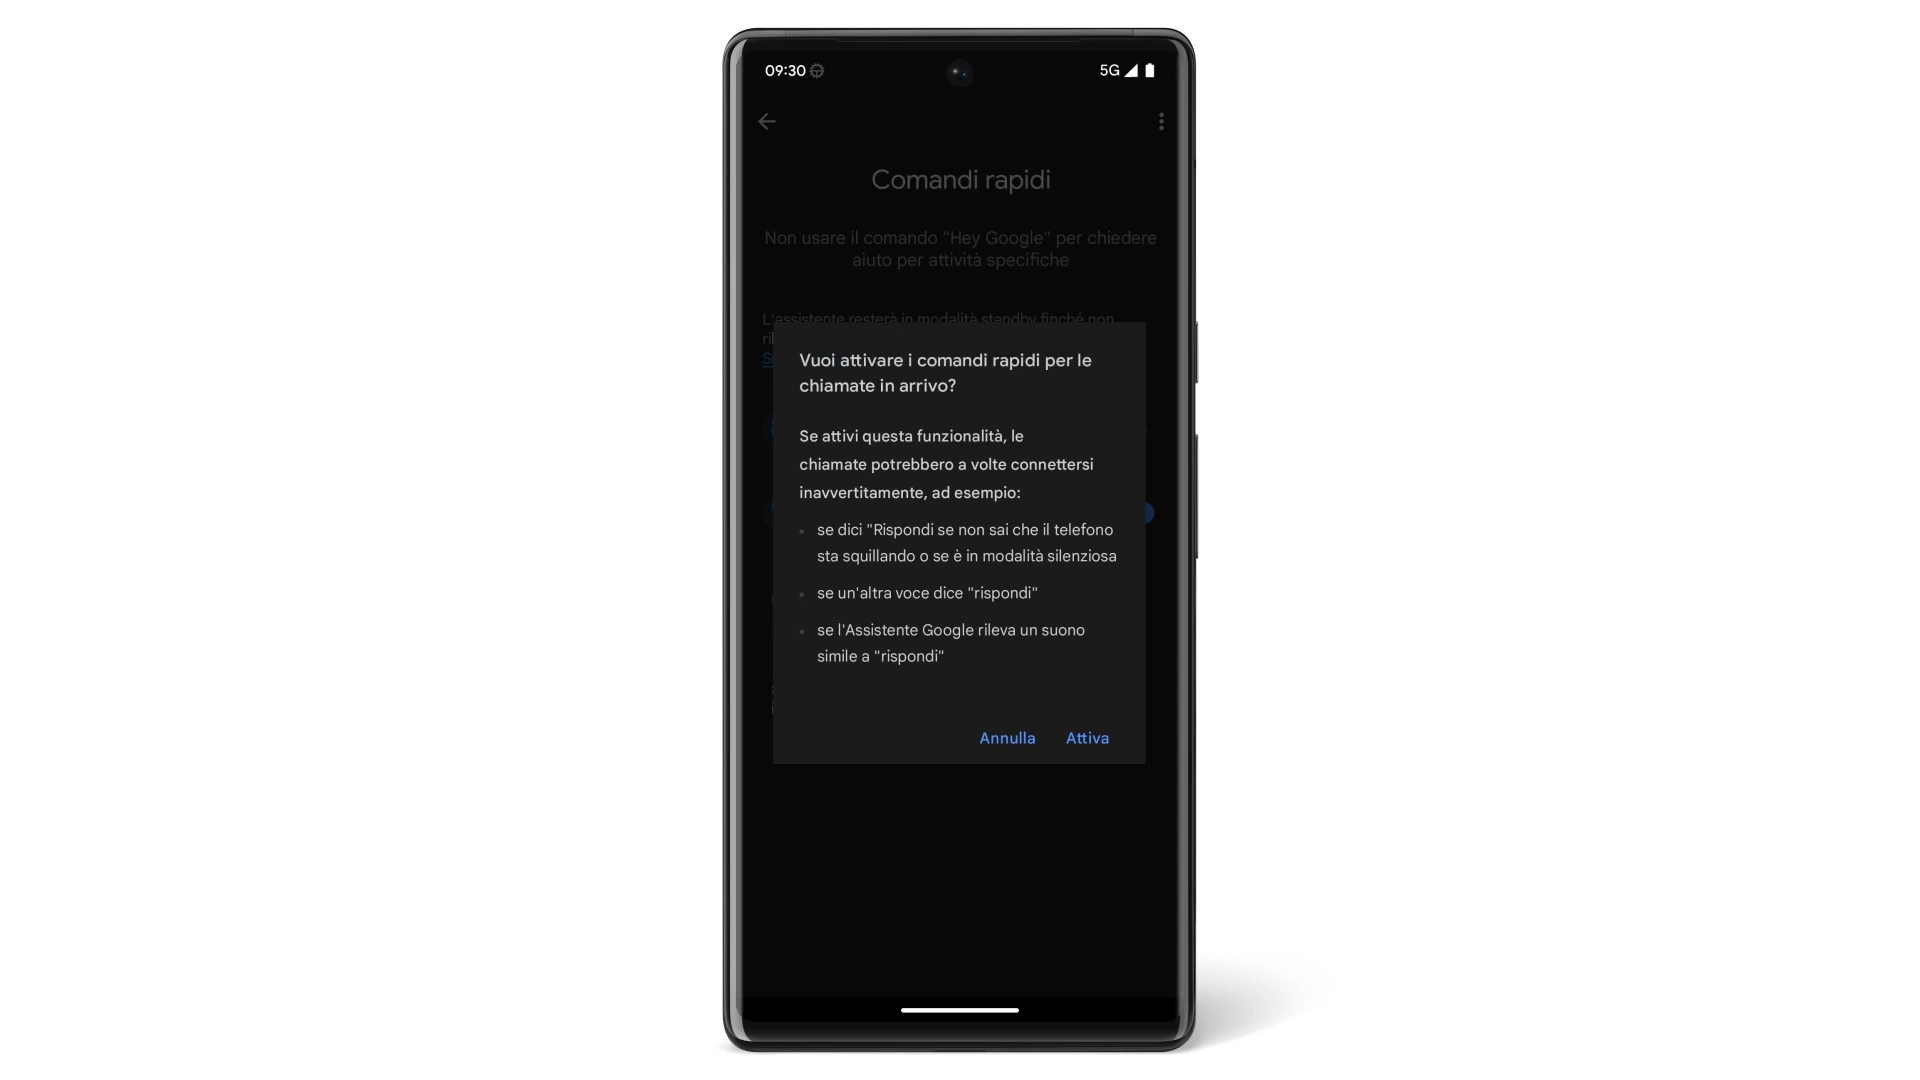 09:30 5G
Comandi rapidi
Non usare il comando "Hey Google" per chiedere
aiuto per attività specifiche
L'assistente resterà in modalità standby finché non
Vuoi attivare i comandi rapidi per le
chiamate in arrivo?
Se attivi questa funzionalità, le
chiamate potrebbero a volte connettersi
inavvertitamente, ad esempio:
se dici "Rispondi se non sai che il telefono
sta squillando o se è in modalità silenziosa
se un'altra voce dice "rispondi"
se l'Assistente Google rileva un suono
simile a "rispondi"
Annulla Attiva